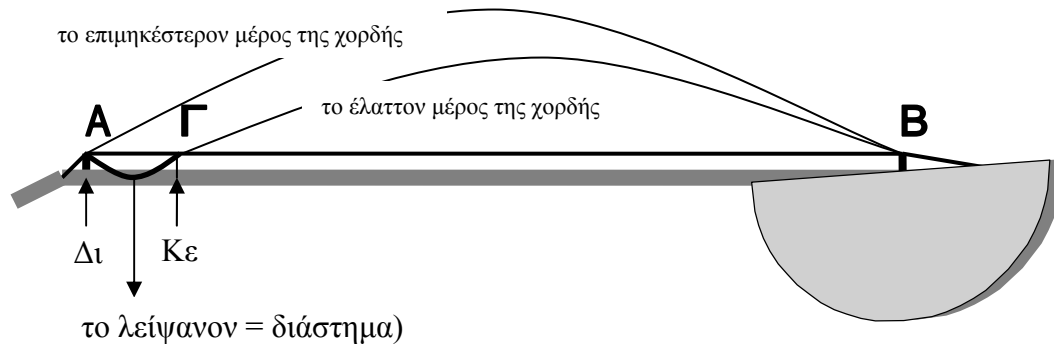 το επιμηκέστερον μέρος της χορδής
το έλαττον μέρος της χορδής
Α Γ Β
Δι Κε
το λείψανον = διάστημα)